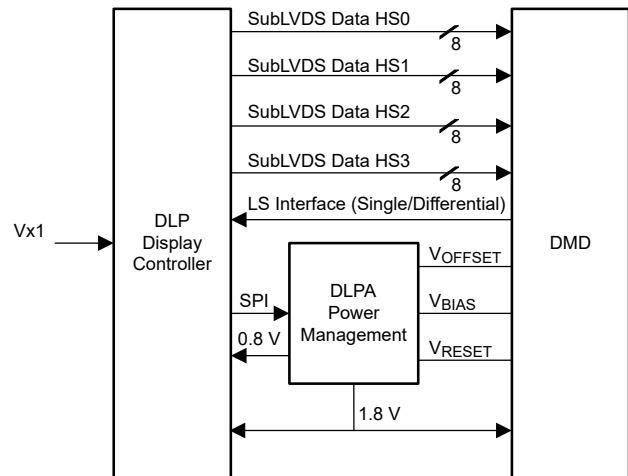 SubLVDS Data HS0
8
SubLVDS Data HS1
8
SubLVDS Data HS2
8
SubLVDS Data HS3
8
LS Interface (Single/Differential)
Vx1
DLP
Display
Controller
DMD
VOFFSET
SPI
DLPA
Power
Management
VBIAS
0.8 V
VRESET
1.8 V